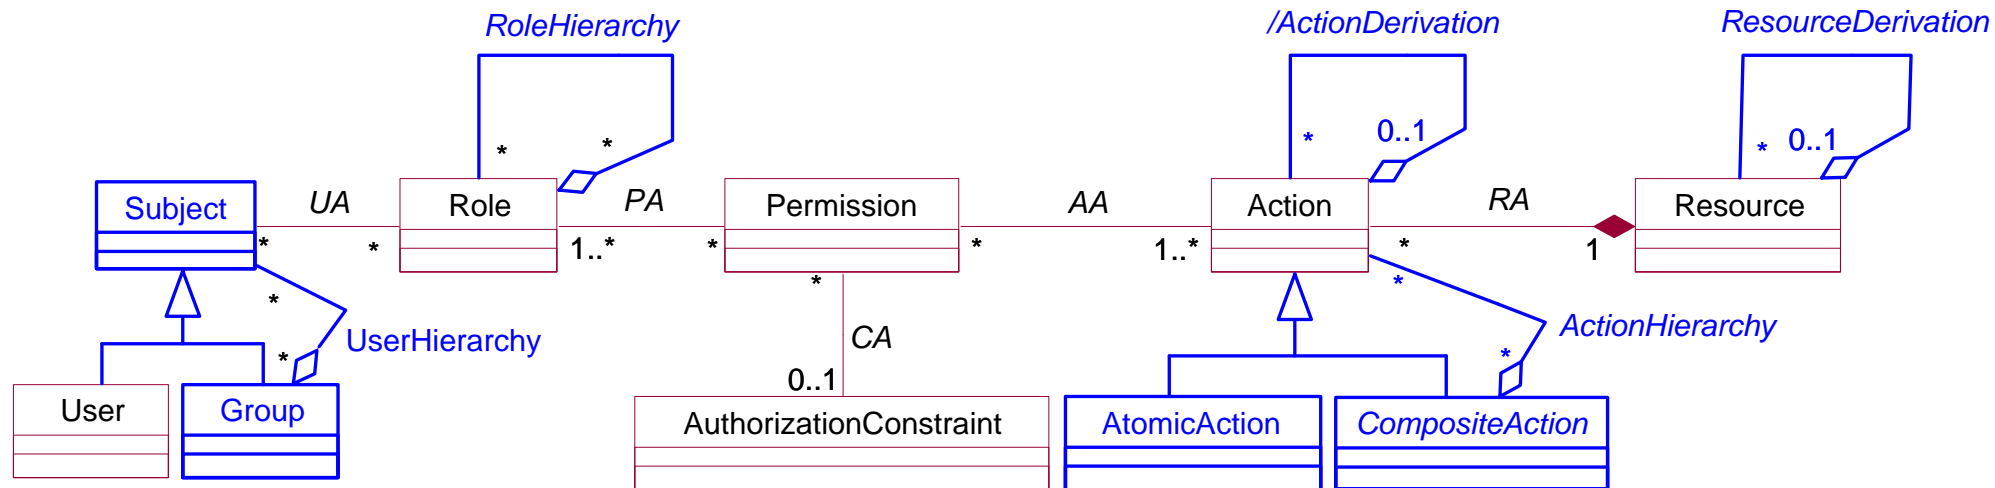 RoleHierarchy /ActionDerivation ResourceDerivation
* * * 0..1 * 0..1
Subject UA Role PA Permission AA Action RA Resource
* * 1..* * * 1..* * 1
* * *
UserHierarchy CA ActionHierarchy
* *
0..1
User Group AuthorizationConstraint AtomicAction CompositeAction